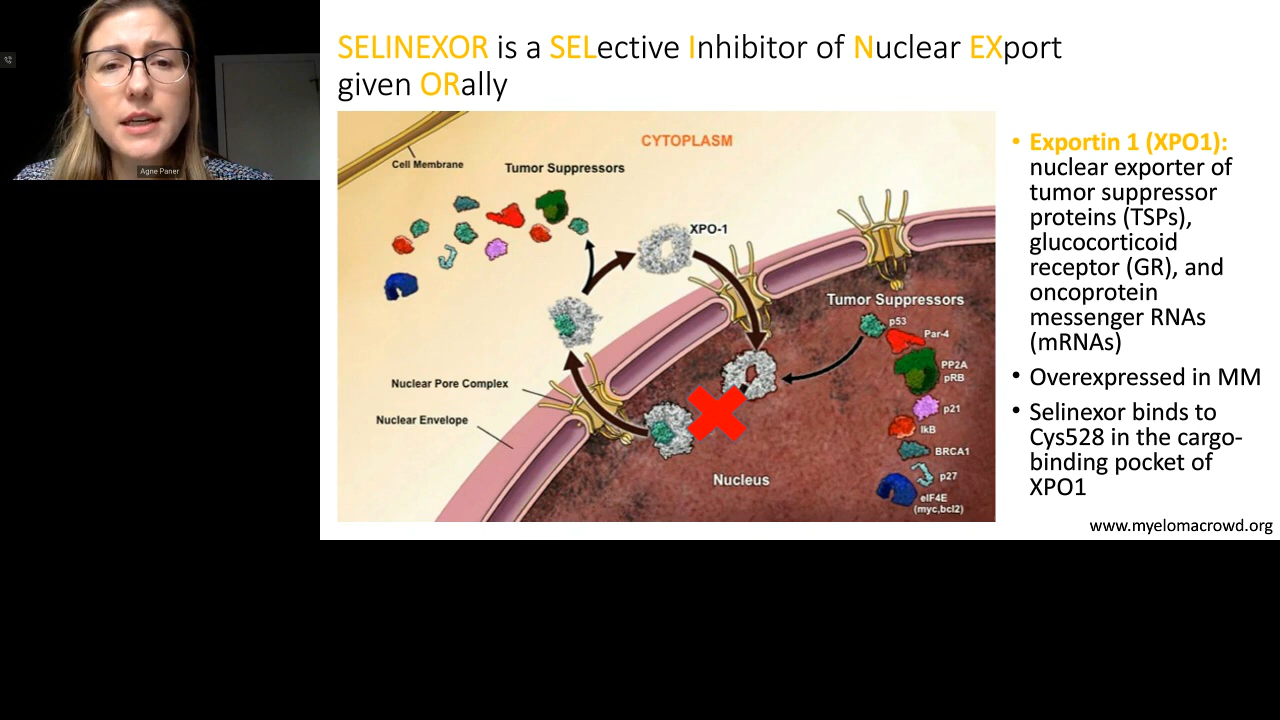 SELINEXOR is a SELective Inhibitor of Nuclear EXport
given ORally
Agne Paner
CYTOPLASM
Cell Membrane
Tumor Suppressors
XPO-1
Tumor Suppressors
p53
Par-4
PP2A
pRB
p21
IkB
BRCA1
p27
eIF4E
(myc,bcl2)
Nuclear Pore Complex
Nuclear Envelope
Nucleus
• Exportin 1 (XPO1):
nuclear exporter of
tumor suppressor
proteins (TSPs),
glucocorticoid
receptor (GR), and
oncoprotein
messenger RNAs
(mRNAs)
• Overexpressed in MM
• Selinexor binds to
Cys528 in the cargo-
binding pocket of
XPO1
www.myelomacrowd.org